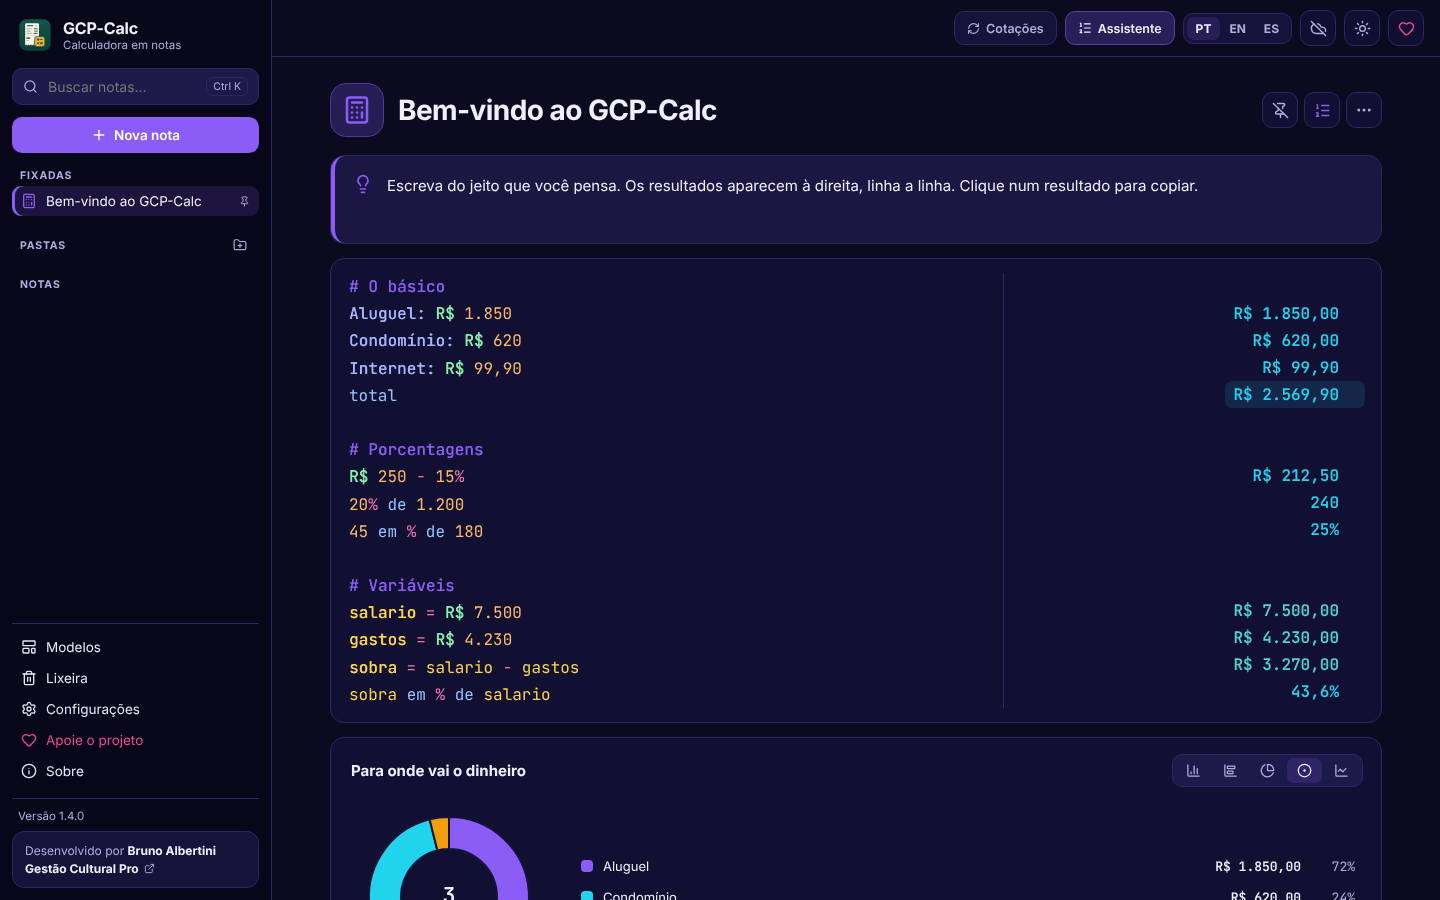 GCP-Calc
Calculadora em notas
Buscar notas...
Ctrl K
Nova nota
FIXADAS
Bem-vindo ao GCP-Calc
PASTAS
NOTAS
Modelos
Lixeira
Configurações
Apoie o projeto
Sobre
Versão 1.4.0
Desenvolvido por Bruno Albertini
Gestão Cultural Pro
Cotações
Assistente
PT EN ES
Bem-vindo ao GCP-Calc
Escreva do jeito que você pensa. Os resultados aparecem à direita, linha a linha. Clique num resultado para copiar.
# O básico
Aluguel: R$ 1.850 R$ 1.850,00
Condomínio: R$ 620 R$ 620,00
Internet: R$ 99,90 R$ 99,90
total R$ 2.569,90
# Porcentagens
R$ 250 - 15% R$ 212,50
20% de 1.200 240
45 em % de 180 25%
# Variáveis
salario = R$ 7.500 R$ 7.500,00
gastos = R$ 4.230 R$ 4.230,00
sobra = salario - gastos R$ 3.270,00
sobra em % de salario 43,6%
Para onde vai o dinheiro
3
Aluguel R$ 1.850,00 72%
Condomínio R$ 620,00 24%